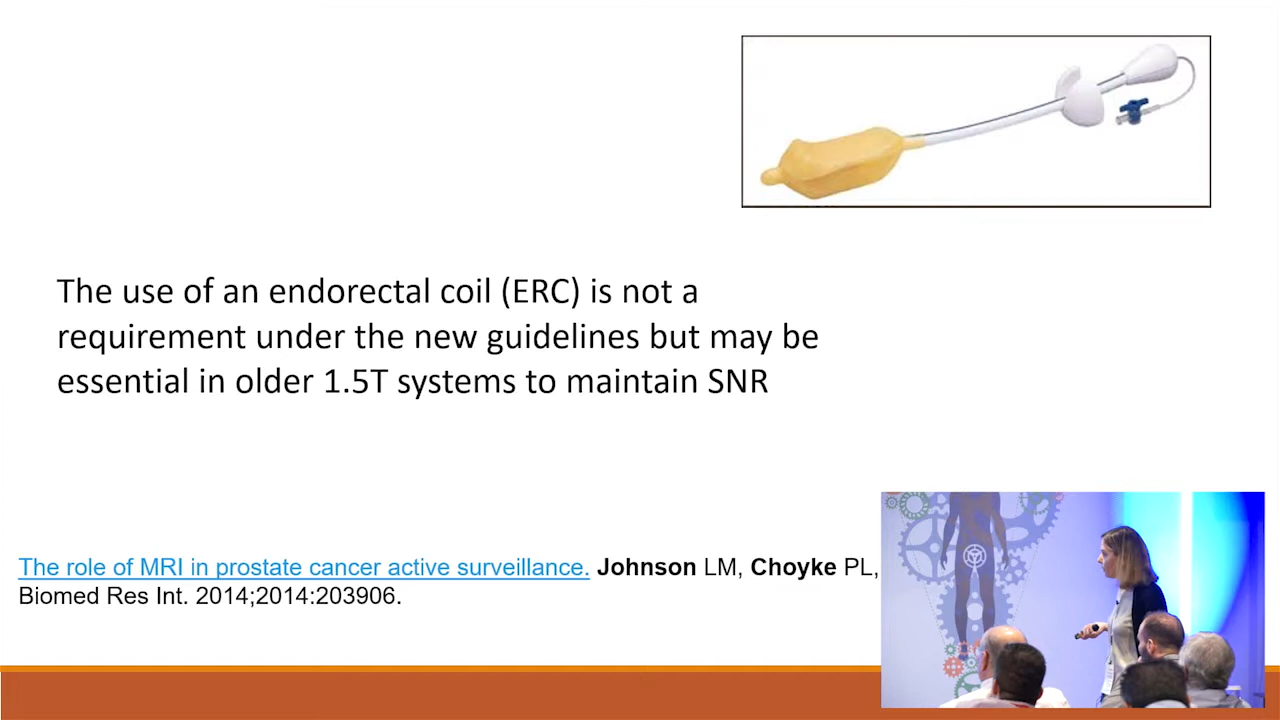 The use of an endorectal coil (ERC) is not a
requirement under the new guidelines but may be
essential in older 1.5T systems to maintain SNR
The role of MRI in prostate cancer active surveillance. Johnson LM, Choyke PL,
Biomed Res Int. 2014;2014:203906.